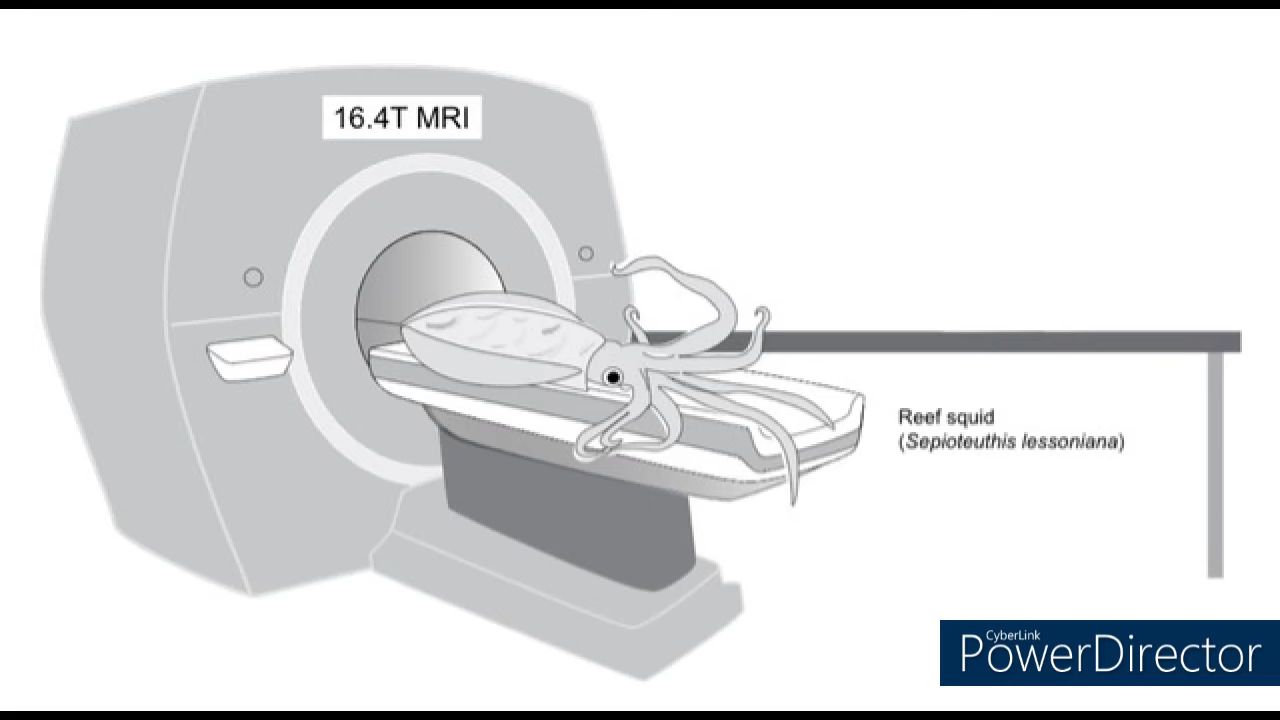 16.4T MRI
Reef squid
(Sepioteuthis lessoniana)
CyberLink
PowerDirector